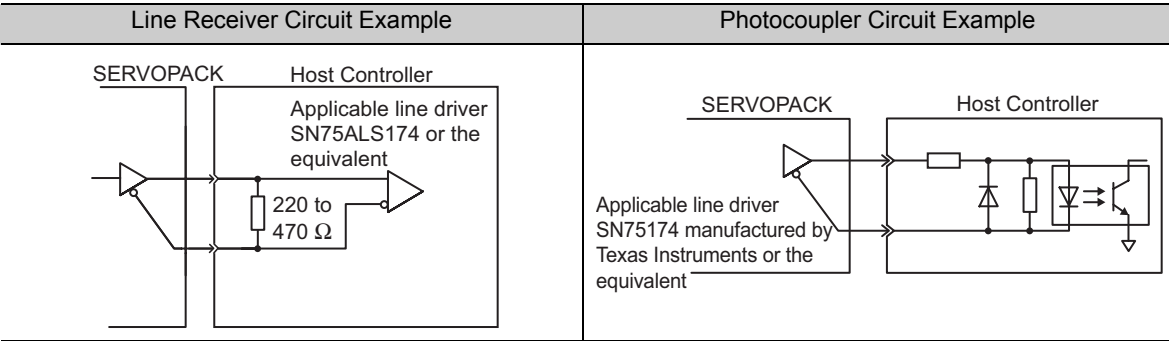 Line Receiver Circuit Example
Photocoupler Circuit Example
SERVOPACK
Host Controller
Applicable line driver
SN75ALS174 or the
equivalent
220 to
470 Ω
SERVOPACK
Host Controller
Applicable line driver
SN75174 manufactured by
Texas Instruments or the
equivalent